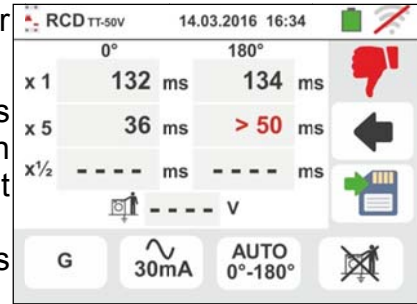 r
RCD TT-50V 14.03.2016 16:34
0° 180°
x 1 132 ms 134 ms
s
x 5 36 ms > 50 ms
n
x½ - - - - ms - - - - ms
t
- - - - V
s
G 30mA AUTO 0°-180°